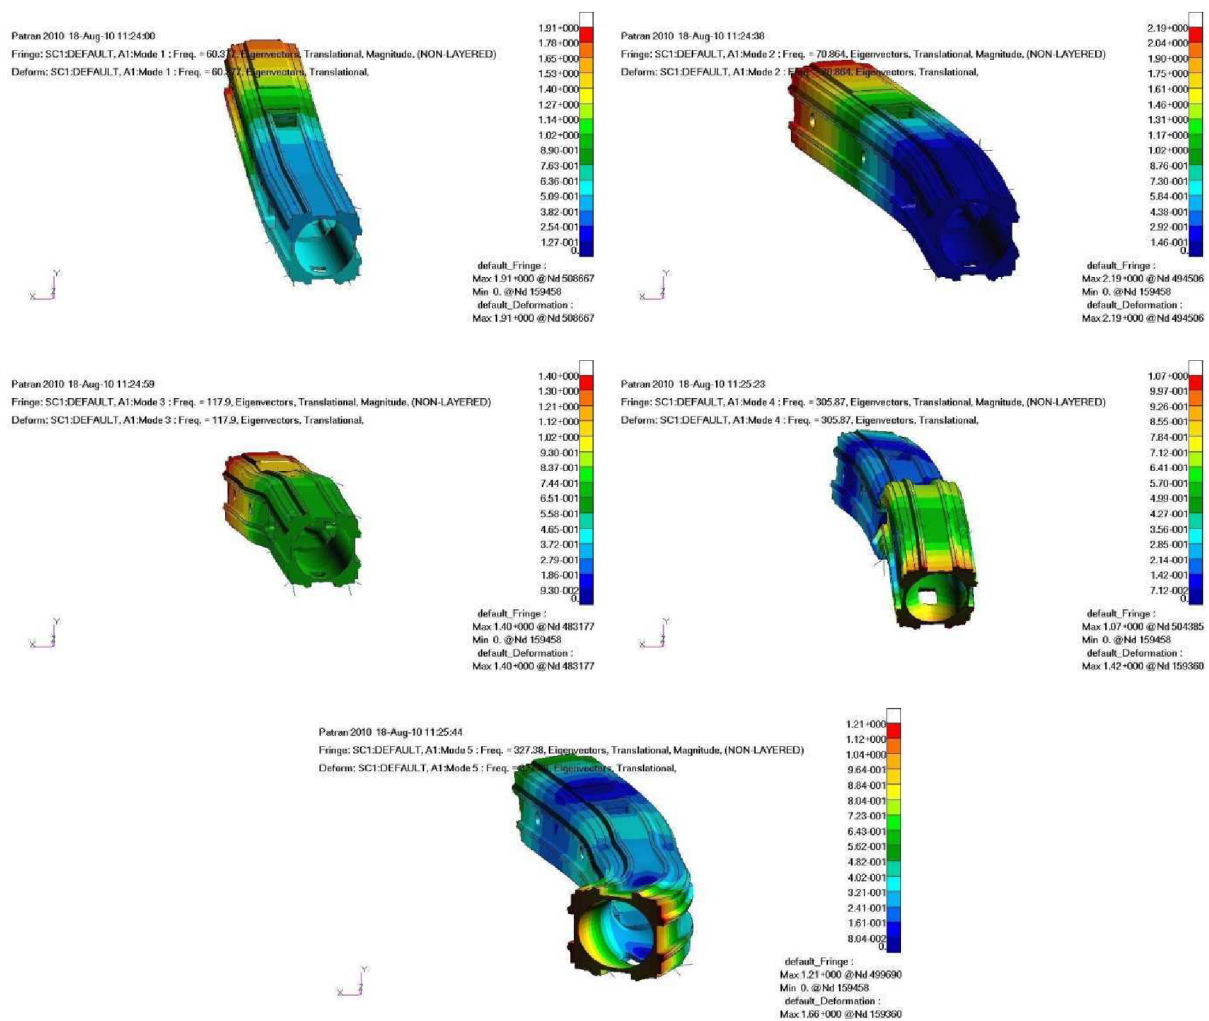 Patran 2010 18-Aug-10 11:24:00
Fringe: SC1:DEFAULT, A1:Mode 1 : Freq. = 60.377, Eigenvectors, Translational, Magnitude, (NON-LAYERED)
Deform: SC1:DEFAULT, A1:Mode 1 : Freq. = 60.377, Eigenvectors, Translational,
1.91+000
1.78+000
1.65+000
1.53+000
1.40+000
1.27+000
1.14+000
1.02+000
8.90-001
7.63-001
6.36-001
5.09-001
3.82-001
2.54-001
1.27-001
0.
default_Fringe :
Max 1.91+000 @Nd 508667
Min 0. @Nd 159458
default_Deformation :
Max 1.91+000 @Nd 508667
X Y Z
Patran 2010 18-Aug-10 11:24:38
Fringe: SC1:DEFAULT, A1:Mode 2 : Freq. = 70.864, Eigenvectors, Translational, Magnitude, (NON-LAYERED)
Deform: SC1:DEFAULT, A1:Mode 2 : Freq. = 70.864, Eigenvectors, Translational,
2.19+000
2.04+000
1.90+000
1.75+000
1.61+000
1.46+000
1.31+000
1.17+000
1.02+000
8.76-001
7.30-001
5.84-001
4.38-001
2.92-001
1.46-001
0.
default_Fringe :
Max 2.19+000 @Nd 494506
Min 0. @Nd 159458
default_Deformation :
Max 2.19+000 @Nd 494506
X Y Z
Patran 2010 18-Aug-10 11:24:59
Fringe: SC1:DEFAULT, A1:Mode 3 : Freq. = 117.9, Eigenvectors, Translational, Magnitude, (NON-LAYERED)
Deform: SC1:DEFAULT, A1:Mode 3 : Freq. = 117.9, Eigenvectors, Translational,
1.40+000
1.30+000
1.21+000
1.12+000
1.02+000
9.30-001
8.37-001
7.44-001
6.51-001
5.58-001
4.65-001
3.72-001
2.79-001
1.86-001
9.30-002
0.
default_Fringe :
Max 1.40+000 @Nd 483177
Min 0. @Nd 159458
default_Deformation :
Max 1.40+000 @Nd 483177
X Y Z
Patran 2010 18-Aug-10 11:25:23
Fringe: SC1:DEFAULT, A1:Mode 4 : Freq. = 305.87, Eigenvectors, Translational, Magnitude, (NON-LAYERED)
Deform: SC1:DEFAULT, A1:Mode 4 : Freq. = 305.87, Eigenvectors, Translational,
1.07+000
9.97-001
9.26-001
8.55-001
7.84-001
7.12-001
6.41-001
5.70-001
4.99-001
4.27-001
3.56-001
2.85-001
2.14-001
1.42-001
7.12-002
0.
default_Fringe :
Max 1.07+000 @Nd 504385
Min 0. @Nd 159458
default_Deformation :
Max 1.42+000 @Nd 159360
X Y Z
Patran 2010 18-Aug-10 11:25:44
Fringe: SC1:DEFAULT, A1:Mode 5 : Freq. = 327.38, Eigenvectors, Translational, Magnitude, (NON-LAYERED)
Deform: SC1:DEFAULT, A1:Mode 5 : Freq. = Eigenvectors, Translational,
1.21+000
1.12+000
1.04+000
9.64-001
8.84-001
8.04-001
7.23-001
6.43-001
5.62-001
4.82-001
4.02-001
3.21-001
2.41-001
1.61-001
8.04-002
0.
default_Fringe :
Max 1.21+000 @Nd 499690
Min 0. @Nd 159458
default_Deformation :
Max 1.66+000 @Nd 159360
X Y Z